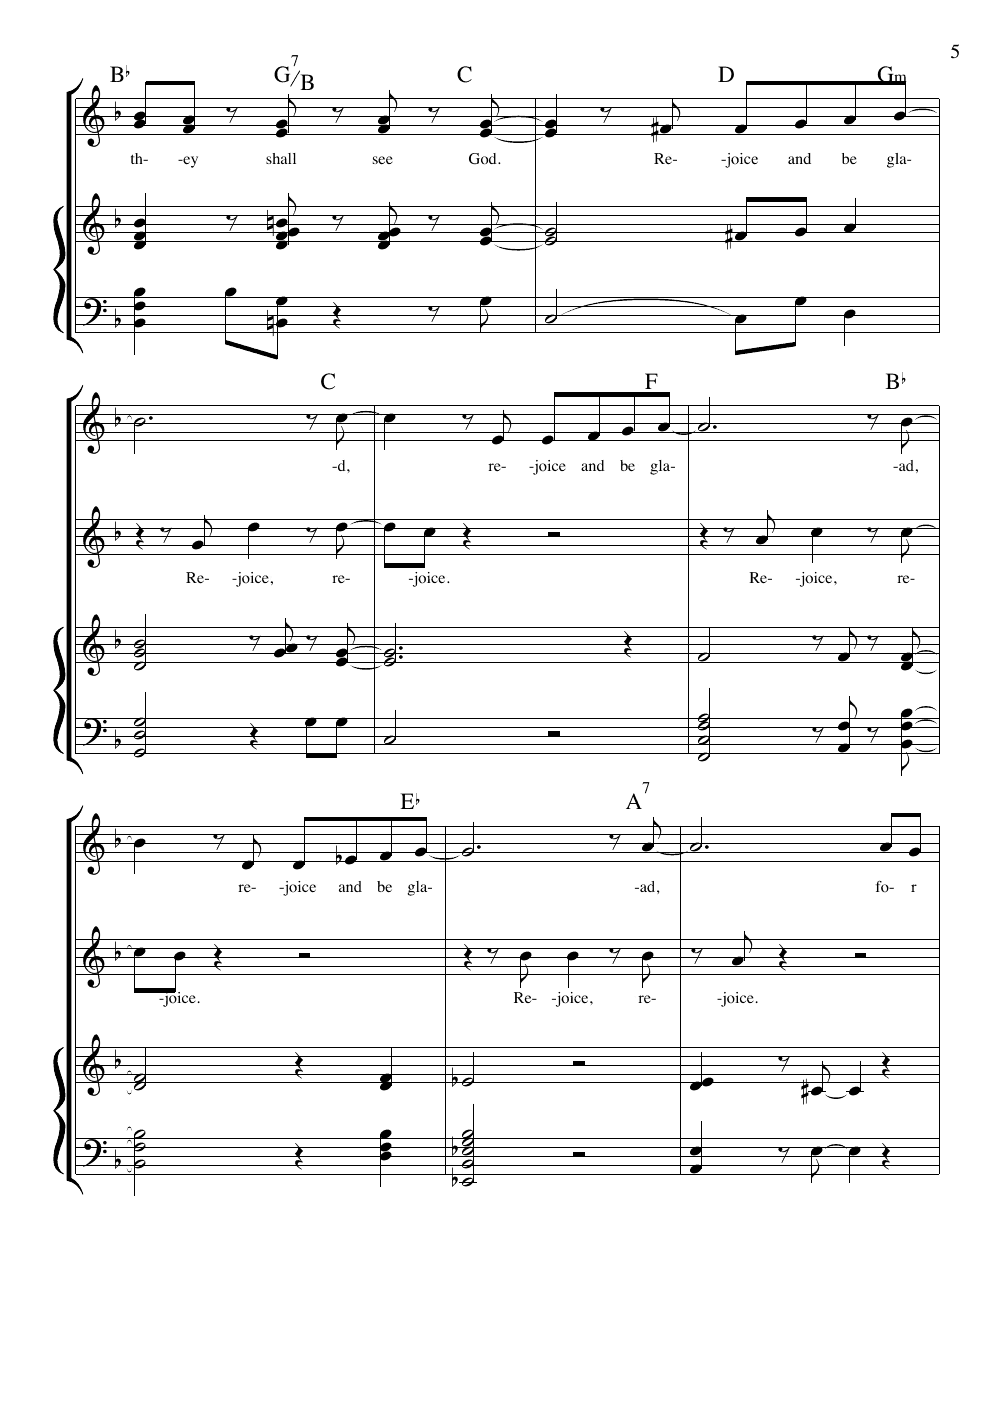 5
B♭ G7/B C D Gm
th- -ey shall see God. Re- -joice and be gla-
C F B♭
-d, re- -joice and be gla- -ad,
Re- -joice, re- -joice. Re- -joice, re-
E♭ A7
re- -joice and be gla- -ad, fo- r
-joice. Re- -joice, re- -joice.